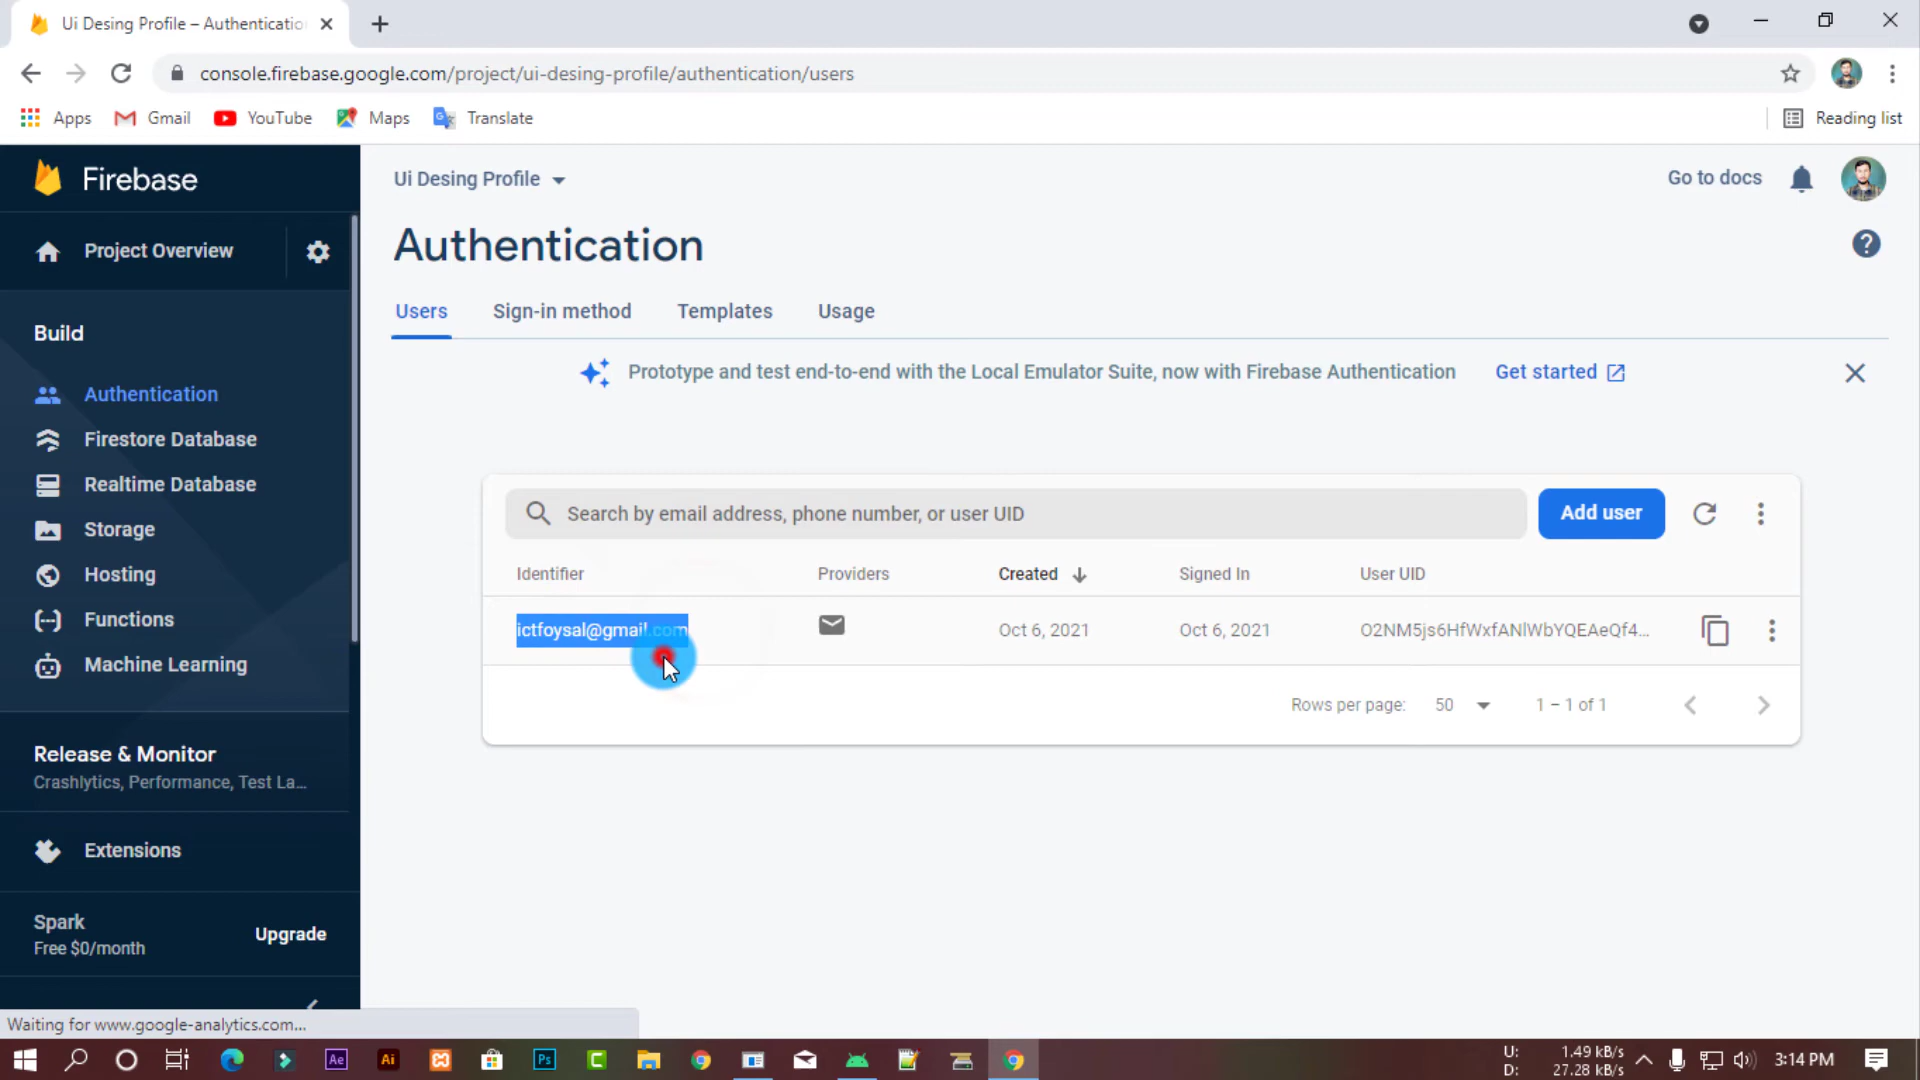 Ui Desing Profile – Authenticatio
console.firebase.google.com/project/ui-desing-profile/authentication/users
Apps Gmail YouTube Maps Translate Reading list
Firebase
Ui Desing Profile
Go to docs
Project Overview
Authentication
Users Sign-in method Templates Usage
Build
Prototype and test end-to-end with the Local Emulator Suite, now with Firebase Authentication Get started
Authentication
Firestore Database
Realtime Database
Storage
Hosting
Functions
Machine Learning
Search by email address, phone number, or user UID
Add user
Identifier Providers Created Signed In User UID
ictfoysal@gmail.com Oct 6, 2021 Oct 6, 2021 O2NM5js6HfWxfANlWbYQEAeQf4...
Rows per page: 50 1 – 1 of 1
Release & Monitor
Crashlytics, Performance, Test La...
Extensions
Spark
Free $0/month
Upgrade
Waiting for www.google-analytics.com...
Ae Ai Ps C
U: 1.49 kB/s
D: 27.28 kB/s
3:14 PM